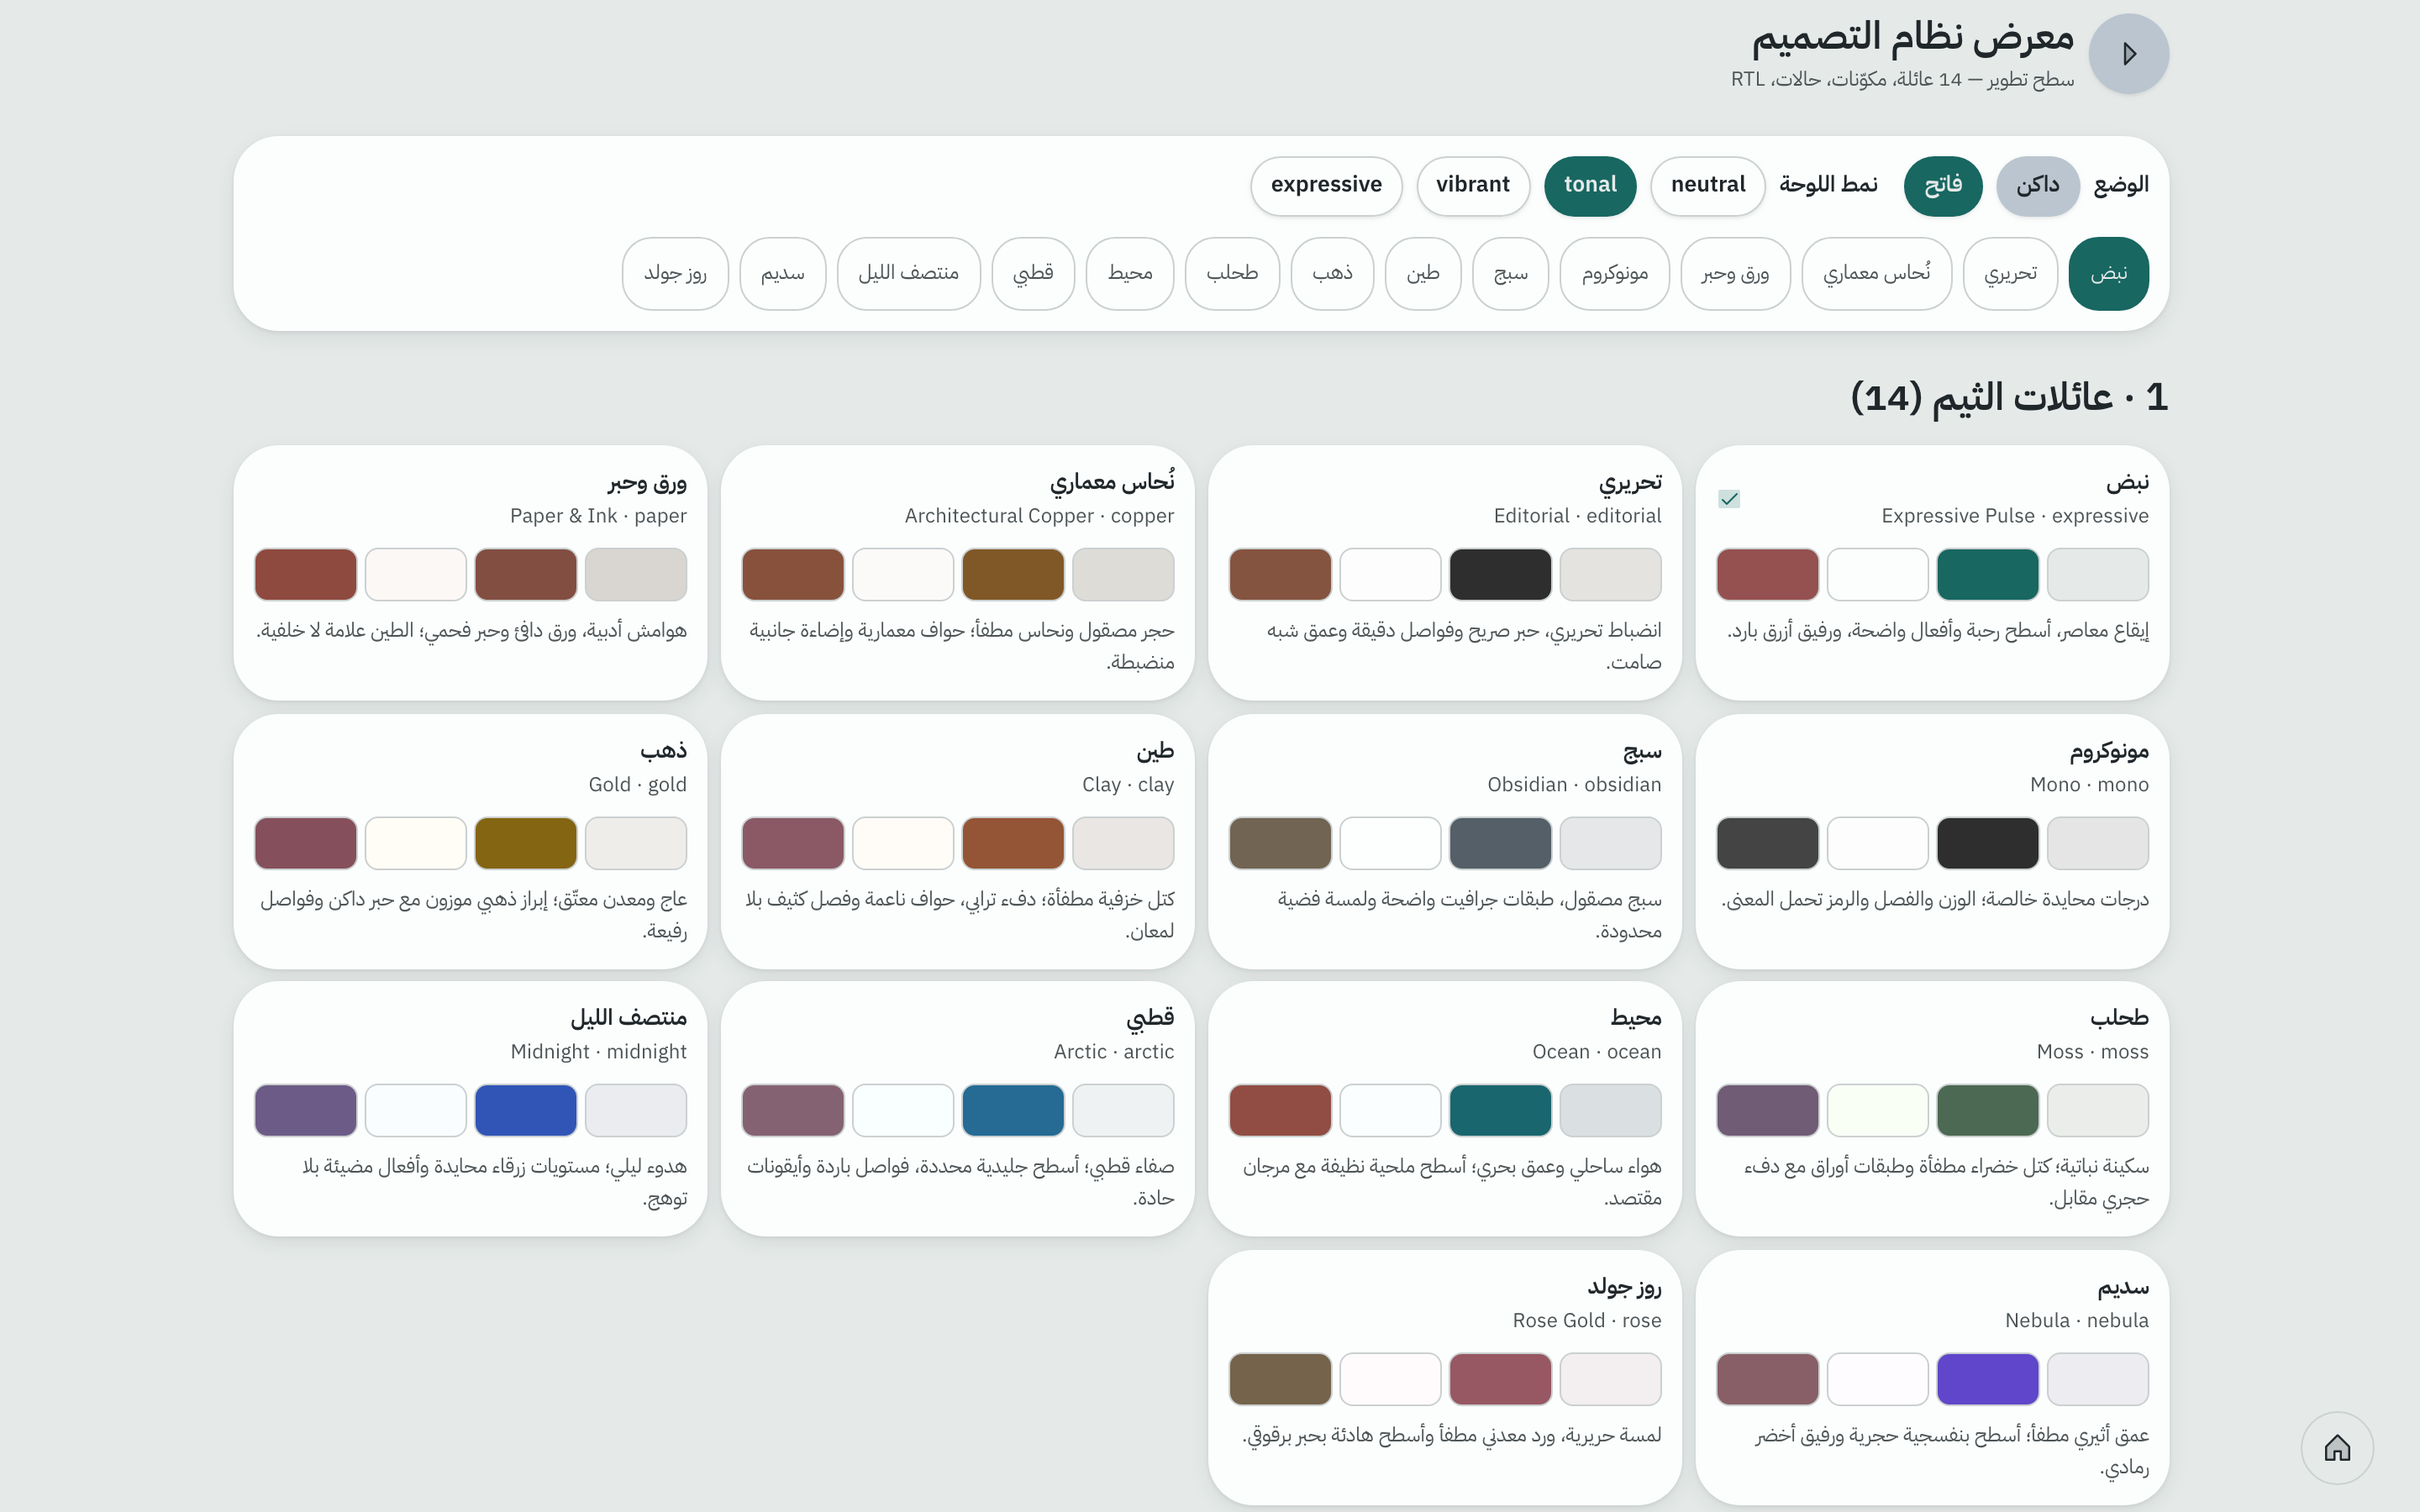 معرض نظام التصميم
سطح تطوير — 14 عائلة، مكوّنات، حالات، RTL
الوضع داكن فاتح نمط اللوحة neutral tonal vibrant expressive
نبض تحريري نُحاس معماري ورق وحبر مونوكروم سبج طين ذهب طحلب محيط قطبي منتصف الليل سديم روز جولد
1 · عائلات الثيم (14)
نبض
Expressive Pulse · expressive
إيقاع معاصر، أسطح رحبة وأفعال واضحة، ورفيق أزرق بارد.
تحريري
Editorial · editorial
انضباط تحريري، حبر صريح وفواصل دقيقة وعمق شبه
صامت.
نُحاس معماري
Architectural Copper · copper
حجر مصقول ونحاس مطفأ؛ حواف معمارية وإضاءة جانبية
منضبطة.
ورق وحبر
Paper & Ink · paper
هوامش أدبية، ورق دافئ وحبر فحمي؛ الطين علامة لا خلفية.
مونوكروم
Mono · mono
درجات محايدة خالصة؛ الوزن والفصل والرمز تحمل المعنى.
سبج
Obsidian · obsidian
سبج مصقول، طبقات جرافيت واضحة ولمسة فضية
محدودة.
طين
Clay · clay
كتل خزفية مطفأة؛ دفء ترابي، حواف ناعمة وفصل كثيف بلا
لمعان.
ذهب
Gold · gold
عاج ومعدن معتّق؛ إبراز ذهبي موزون مع حبر داكن وفواصل
رفيعة.
طحلب
Moss · moss
سكينة نباتية؛ كتل خضراء مطفأة وطبقات أوراق مع دفء
حجري مقابل.
محيط
Ocean · ocean
هواء ساحلي وعمق بحري؛ أسطح ملحية نظيفة مع مرجان
مقتصد.
قطبي
Arctic · arctic
صفاء قطبي؛ أسطح جليدية محددة، فواصل باردة وأيقونات
حادة.
منتصف الليل
Midnight · midnight
هدوء ليلي؛ مستويات زرقاء محايدة وأفعال مضيئة بلا
توهج.
سديم
Nebula · nebula
عمق أثيري مطفأ؛ أسطح بنفسجية حجرية ورفيق أخضر
رمادي.
روز جولد
Rose Gold · rose
لمسة حريرية، ورد معدني مطفأ وأسطح هادئة بحبر برقوقي.